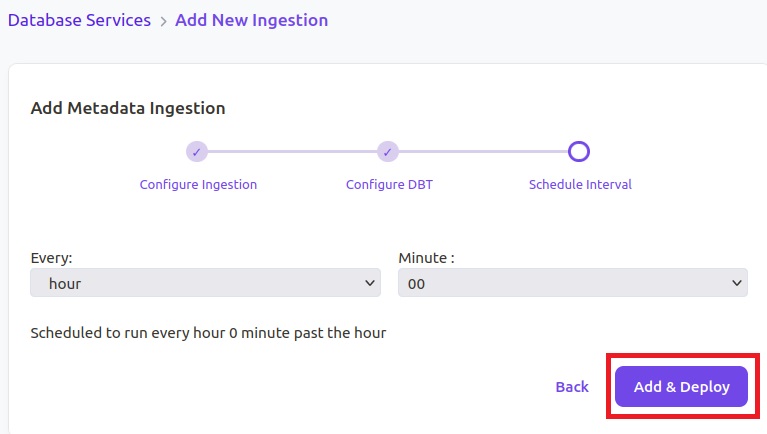 Database Services > Add New Ingestion
Add Metadata Ingestion
✓ ✓
Configure Ingestion Configure DBT Schedule Interval
Every: Minute :
hour 00
Scheduled to run every hour 0 minute past the hour
Back Add & Deploy